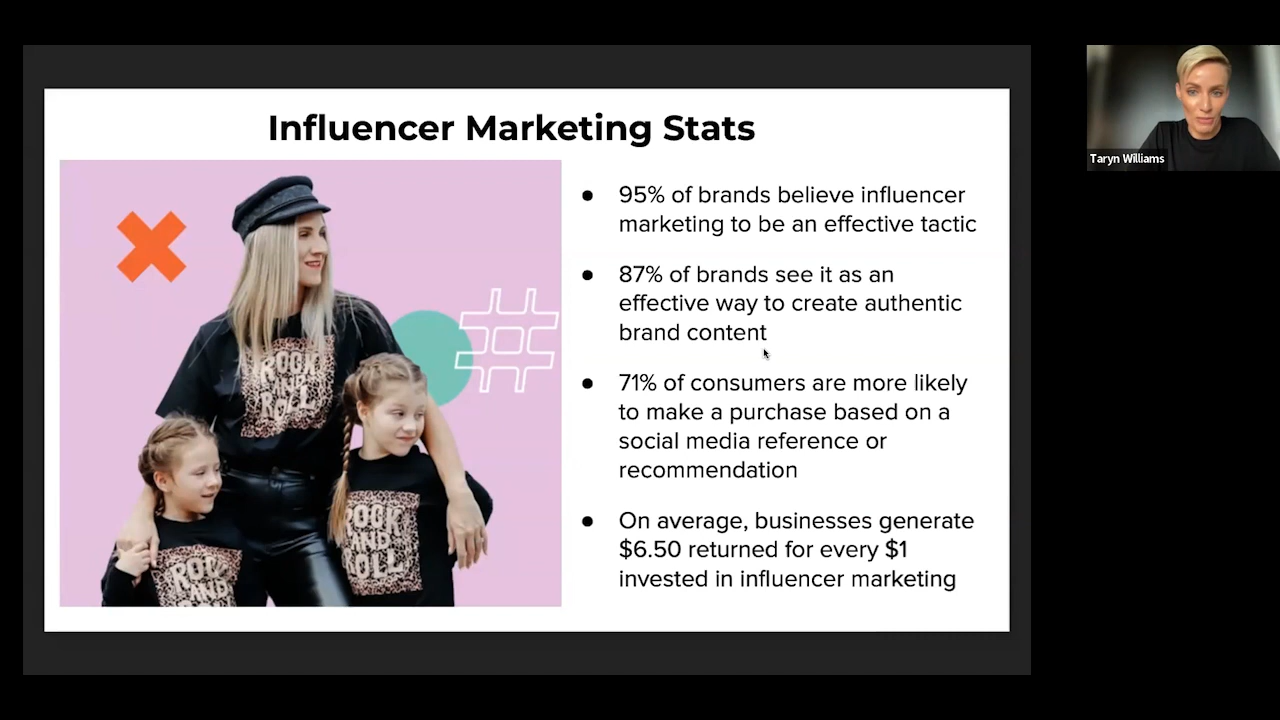 Influencer Marketing Stats
● 95% of brands believe influencer
marketing to be an effective tactic
● 87% of brands see it as an
effective way to create authentic
brand content
● 71% of consumers are more likely
to make a purchase based on a
social media reference or
recommendation
● On average, businesses generate
$6.50 returned for every $1
invested in influencer marketing
ROCK
AND
ROLL
ROCK
AND
ROLL
ROCK
AND
Taryn Williams